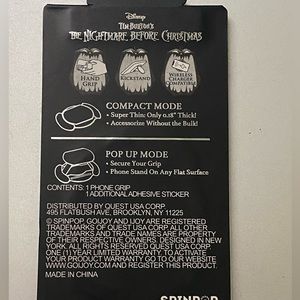 Disney
TIM BURTON'S
THE NIGHTMARE BEFORE CHRISTMAS
HAND GRIP
KICKSTAND
WIRELESS CHARGER COMPATIBLE
COMPACT MODE
• Super Thin: Only 0.18" Thick!
• Accessorize Without the Bulk!
POP UP MODE
• Secure Your Grip
• Phone Stand On Any Flat Surface
CONTENTS: 1 PHONE GRIP
1 ADDITIONAL ADHESIVE STICKER
DISTRIBUTED BY QUEST USA CORP.
495 FLATBUSH AVE, BROOKLYN, NY 11225
© SPINPOP, GOUJOY AND IJOY ARE REGISTERED
TRADEMARKS OF QUEST USA CORP. ALL OTHER
TRADEMARKS AND TRADE NAMES ARE PROPERTY
OF THEIR RESPECTIVE OWNERS. DESIGNED IN NEW
YORK. ALL RIGHTS RESERVED. QUEST USA
CORP. ONE (1) YEAR LIMITED WARRANTY. TO ACTIVATE
YOUR PRODUCT WARRANTY GO TO OUR WEBSITE
WWW.GOIJOY.COM AND REGISTER THIS PRODUCT.
MADE IN CHINA
SPINPOP